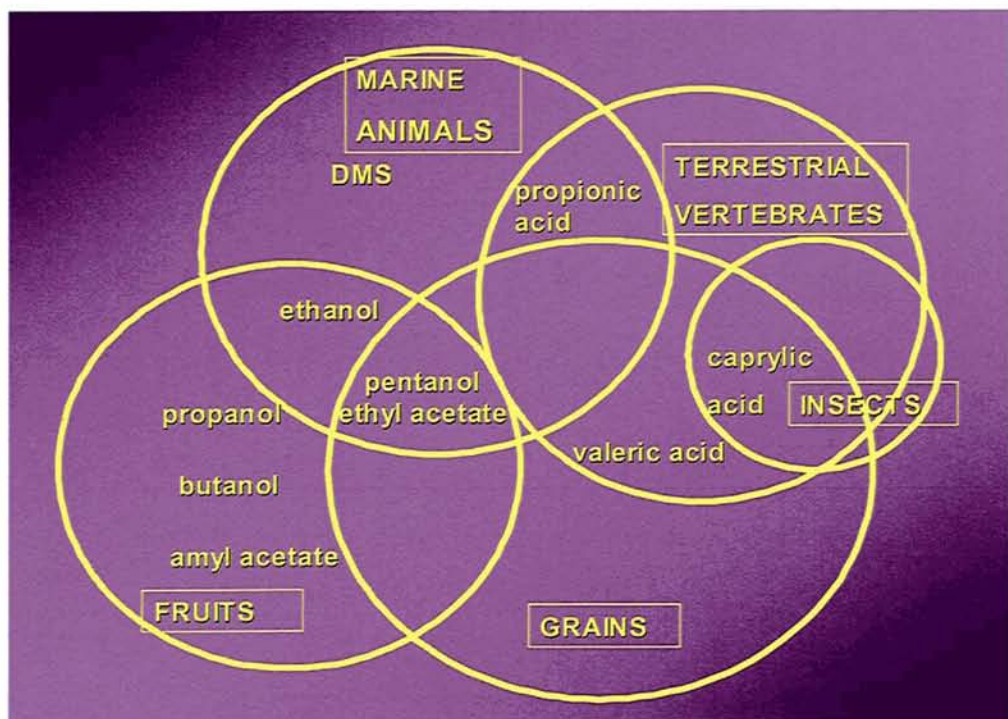 MARINE
ANIMALS
DMS
propionic
acid
TERRESTRIAL
VERTEBRATES
ethanol
pentanol
ethyl acetate
propanol
butanol
amyl acetate
caprylic
acid
INSECTS
valeric acid
FRUITS
GRAINS